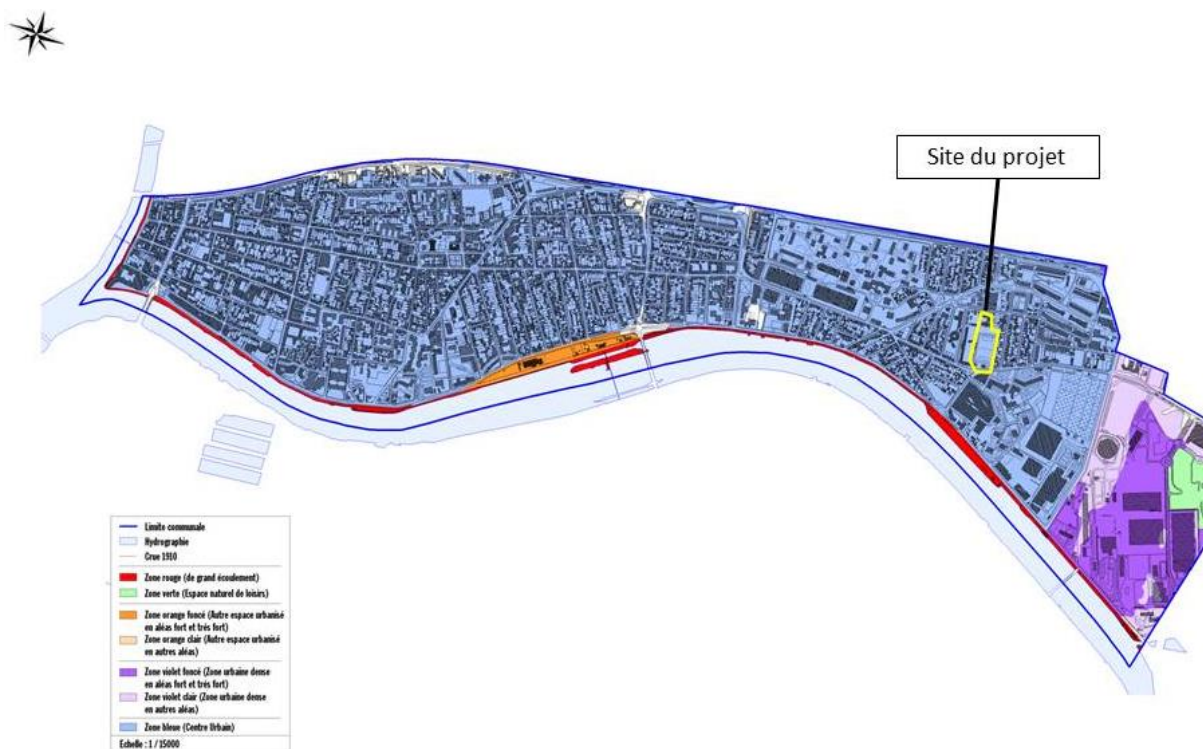 Site du projet
Limite communale
Hydrographie
Crue 1910
Zone rouge (de grand écoulement)
Zone verte (Espace naturel de loisirs)
Zone orange foncé (Autre espace urbanisé
en aléas fort et très fort)
Zone orange clair (Autre espace urbanisé
en autres aléas)
Zone violet foncé (Zone urbaine dense
en aléas fort et très fort)
Zone violet clair (Zone urbaine dense
en autres aléas)
Zone bleue (Centre Urbain)
Echelle : 1 / 15000